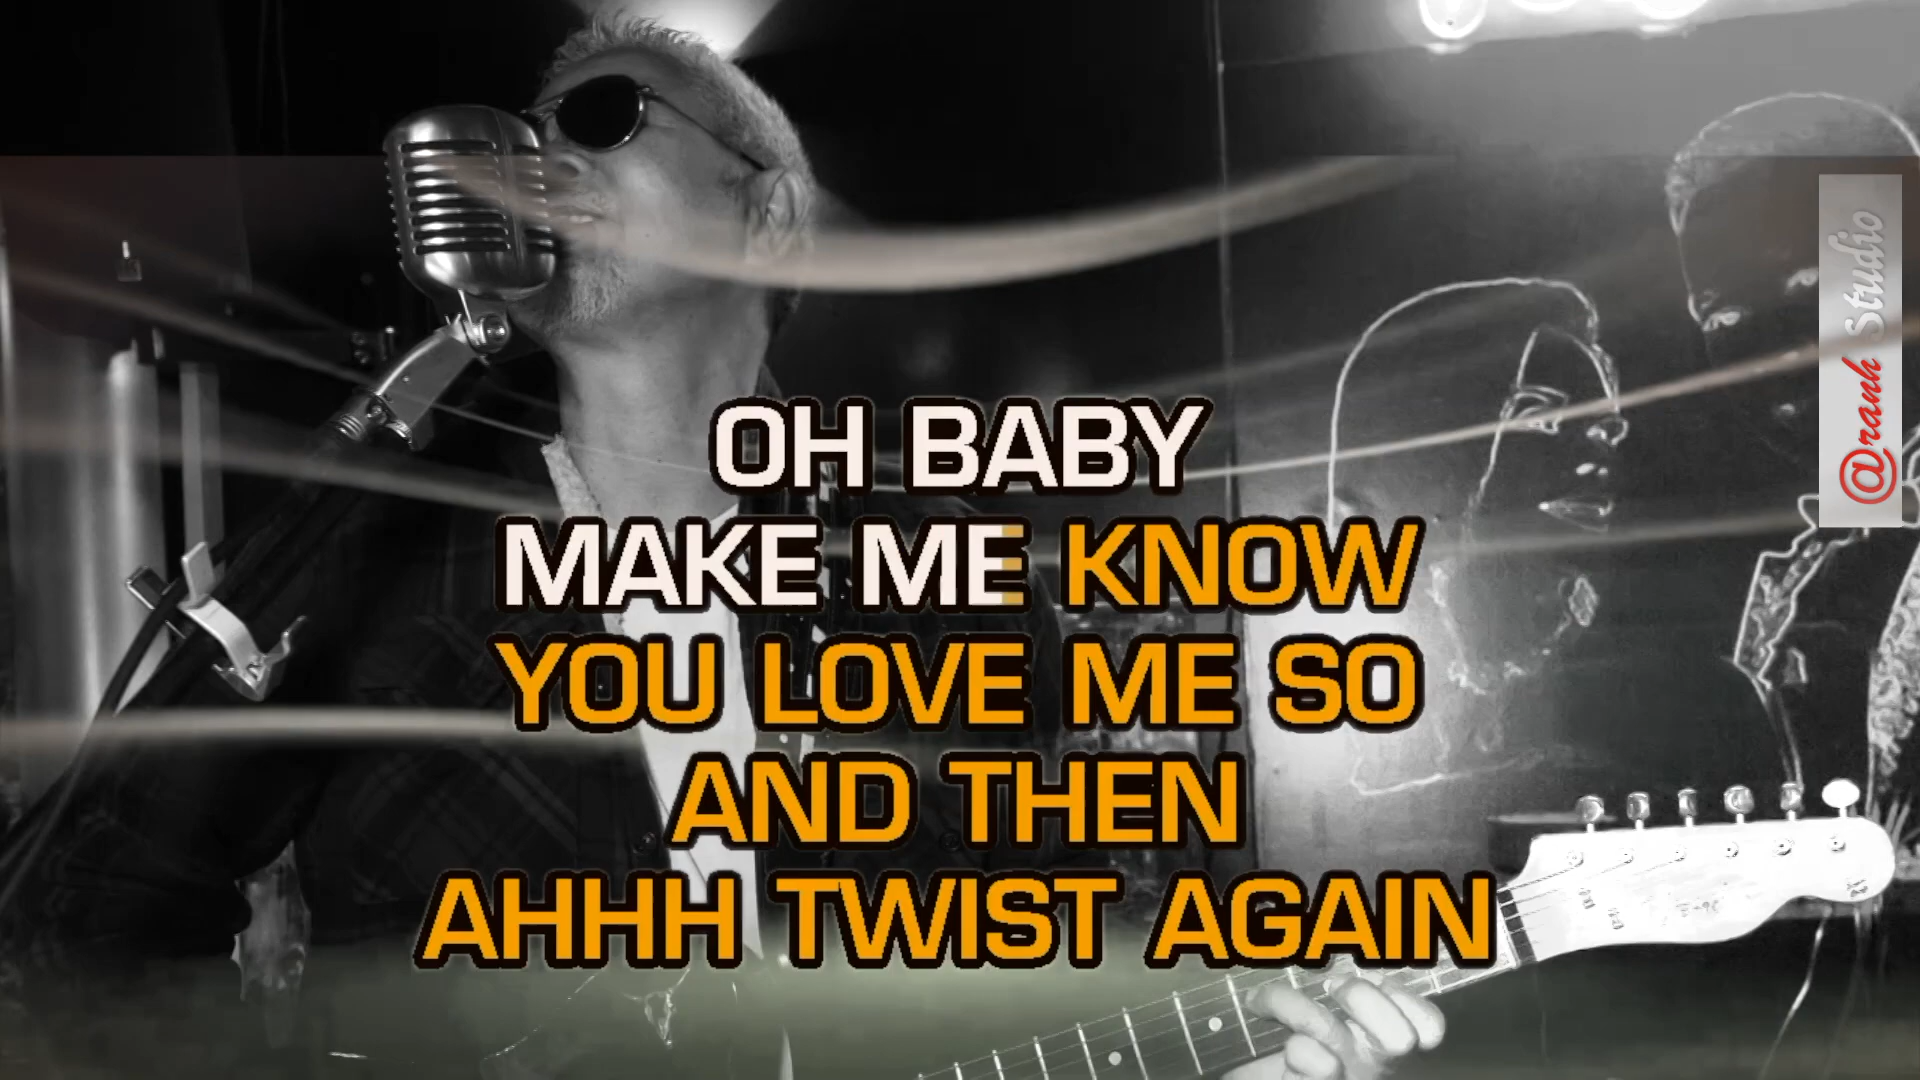 OH BABY
MAKE ME KNOW
YOU LOVE ME SO
AND THEN
AHHH TWIST AGAIN
@ranh Studio